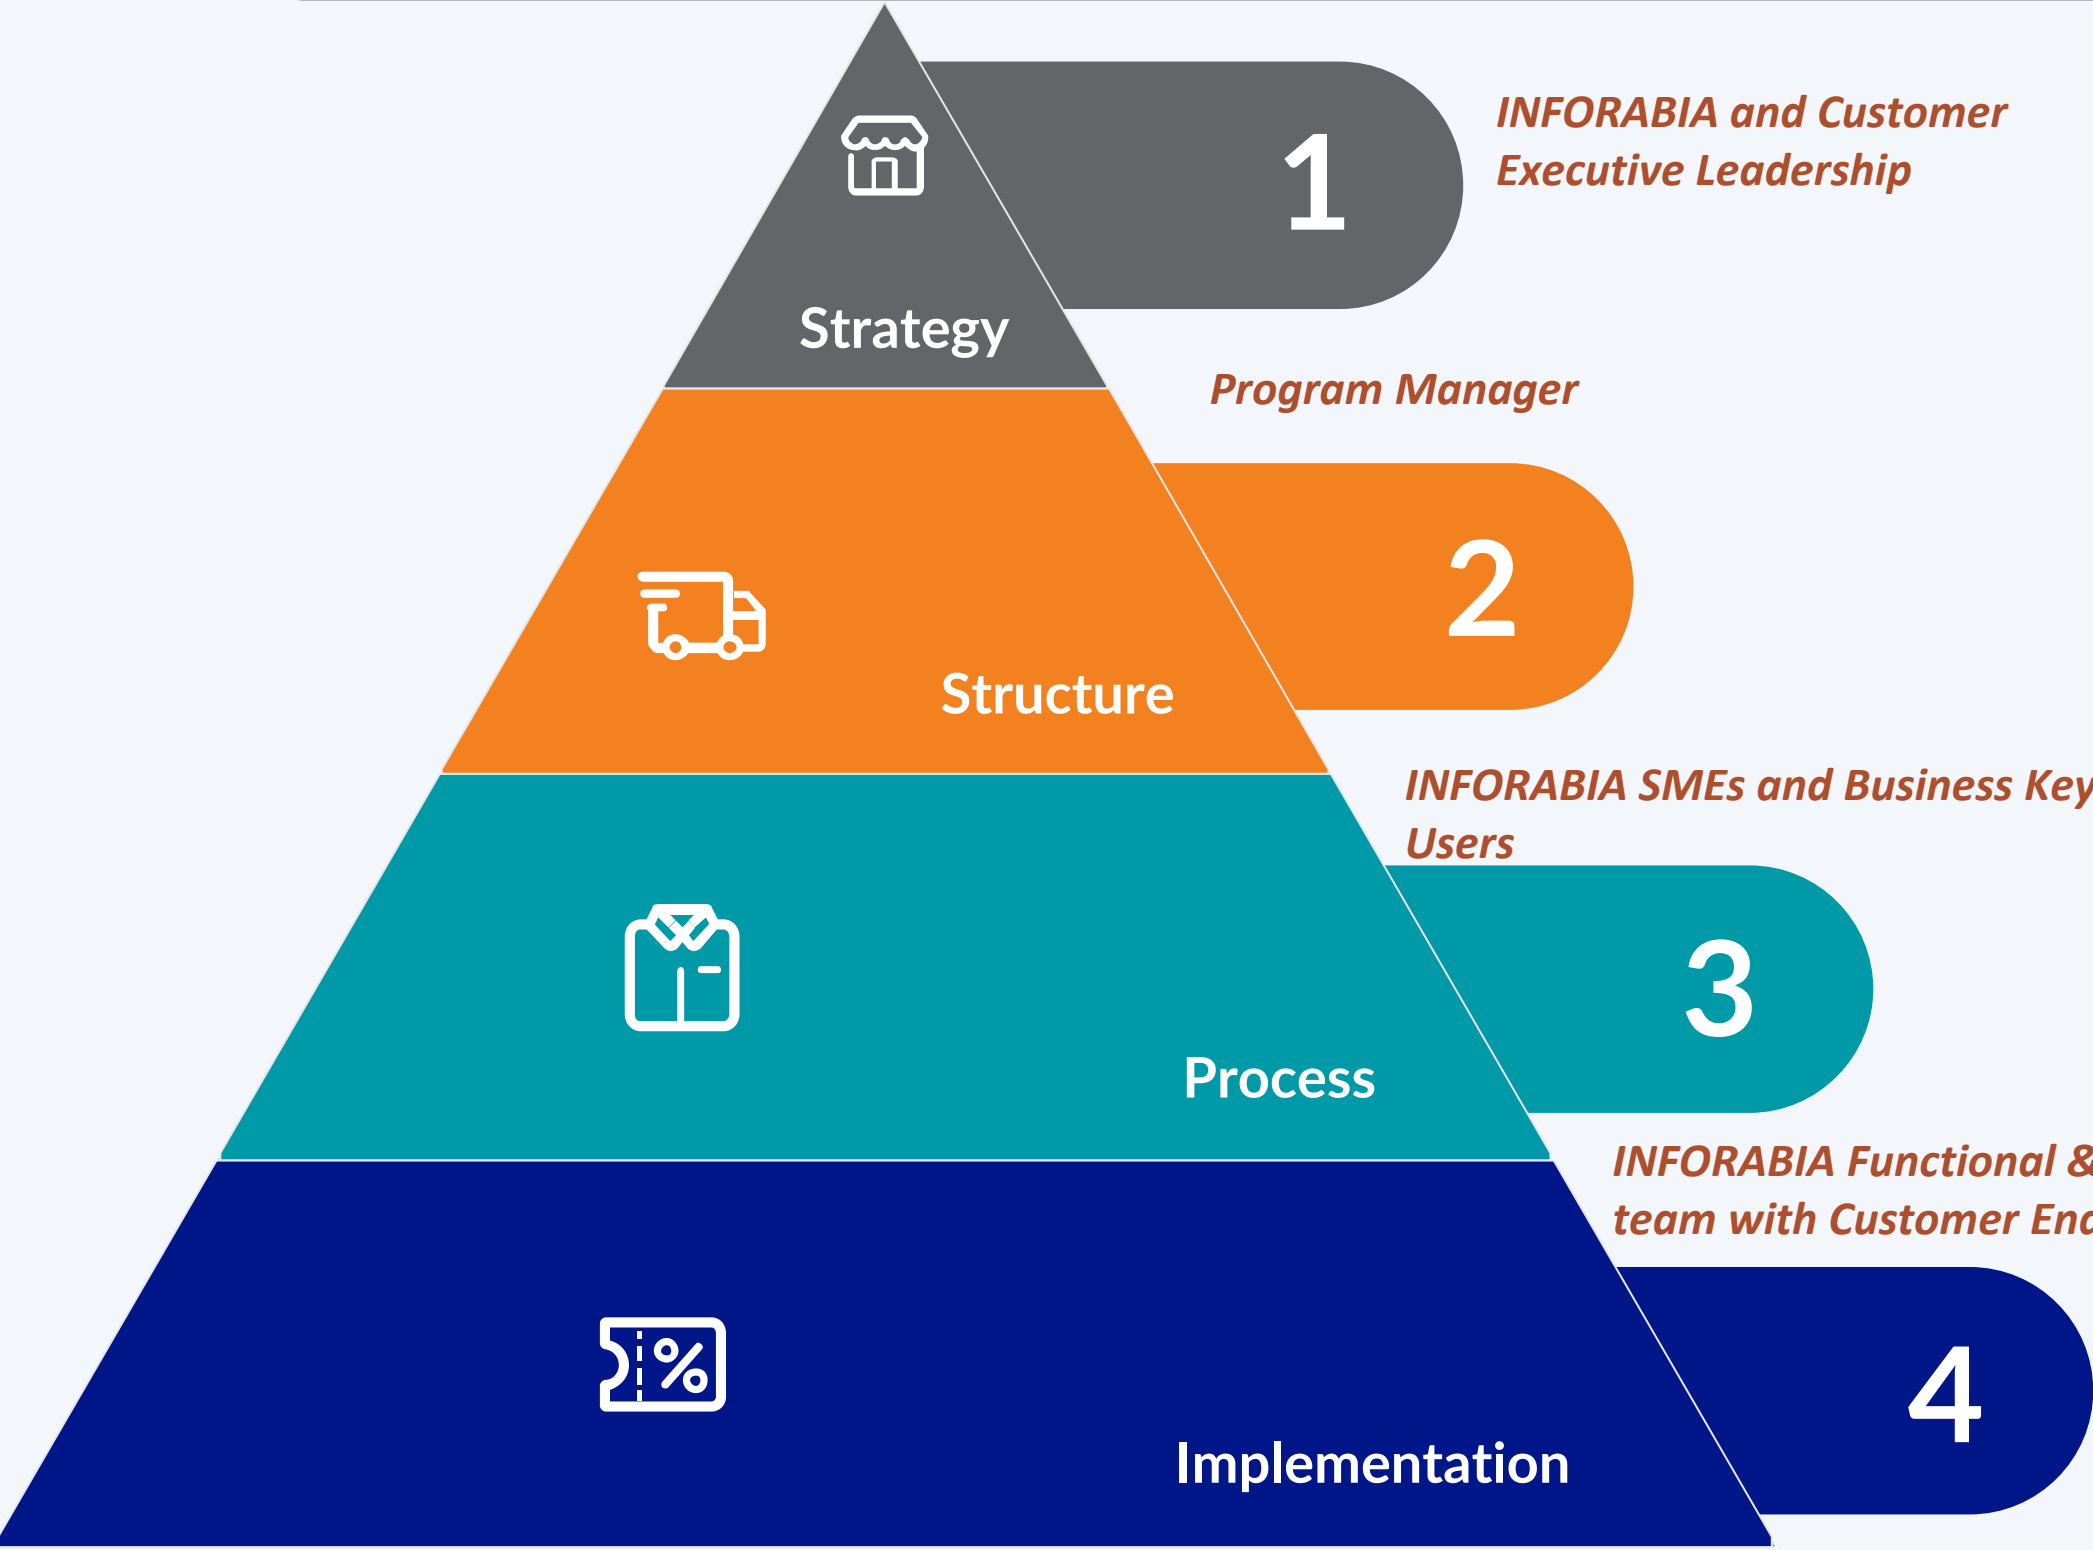 INFORABIA and Customer
Executive Leadership
1
Strategy
Program Manager
2
Structure
INFORABIA SMEs and Business Key
Users
3
Process
INFORABIA Functional &
team with Customer
4
%
Implementation